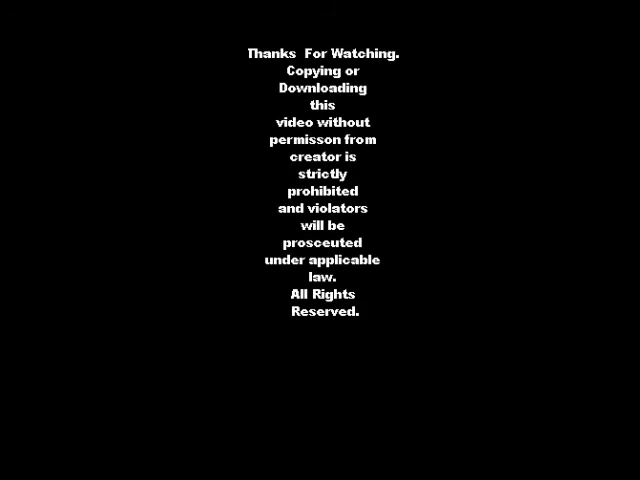 Thanks  For Watching.
Copying or
Downloading
this
video without
permisson from
creator is
strictly
prohibited
and violators
will be
prosceuted
under applicable
law.
All Rights
Reserved.